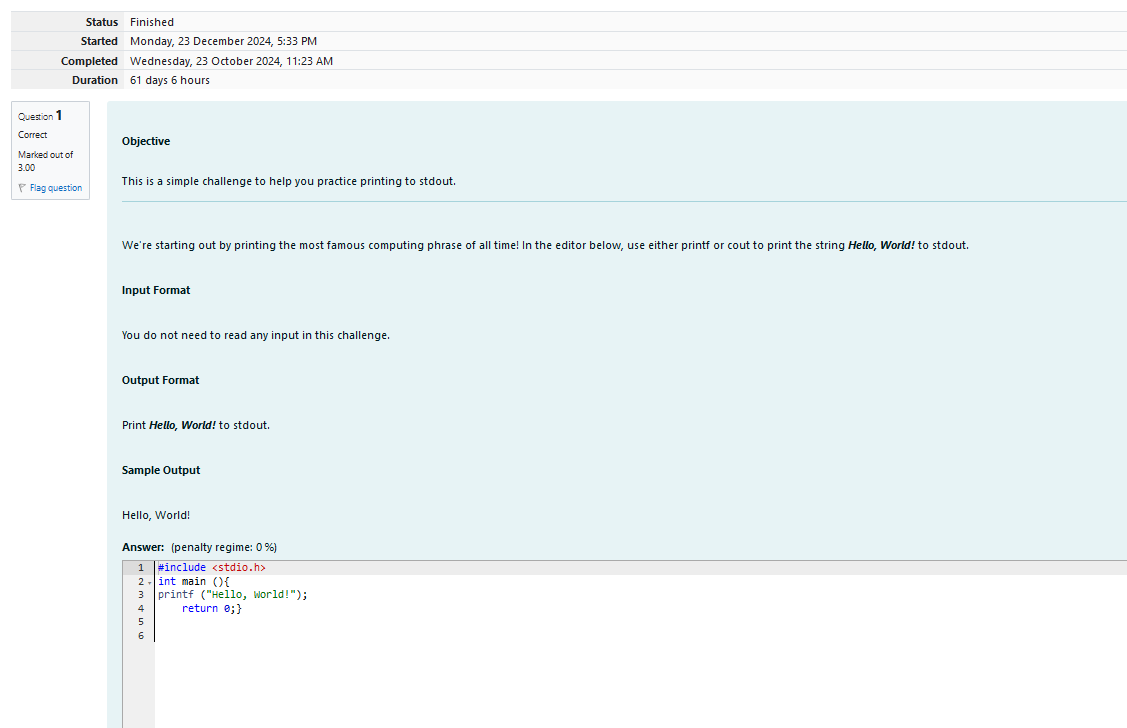 Status Finished
Started Monday, 23 December 2024, 5:33 PM
Completed Wednesday, 23 October 2024, 11:23 AM
Duration 61 days 6 hours
Question 1
Correct
Marked out of
3.00
Flag question
Objective
This is a simple challenge to help you practice printing to stdout.
We're starting out by printing the most famous computing phrase of all time! In the editor below, use either printf or cout to print the string Hello, World! to stdout.
Input Format
You do not need to read any input in this challenge.
Output Format
Print Hello, World! to stdout.
Sample Output
Hello, World!
Answer: (penalty regime: 0 %)
1 #include <stdio.h>
2 int main (){
3 printf ("Hello, World!");
4     return 0;}
5
6